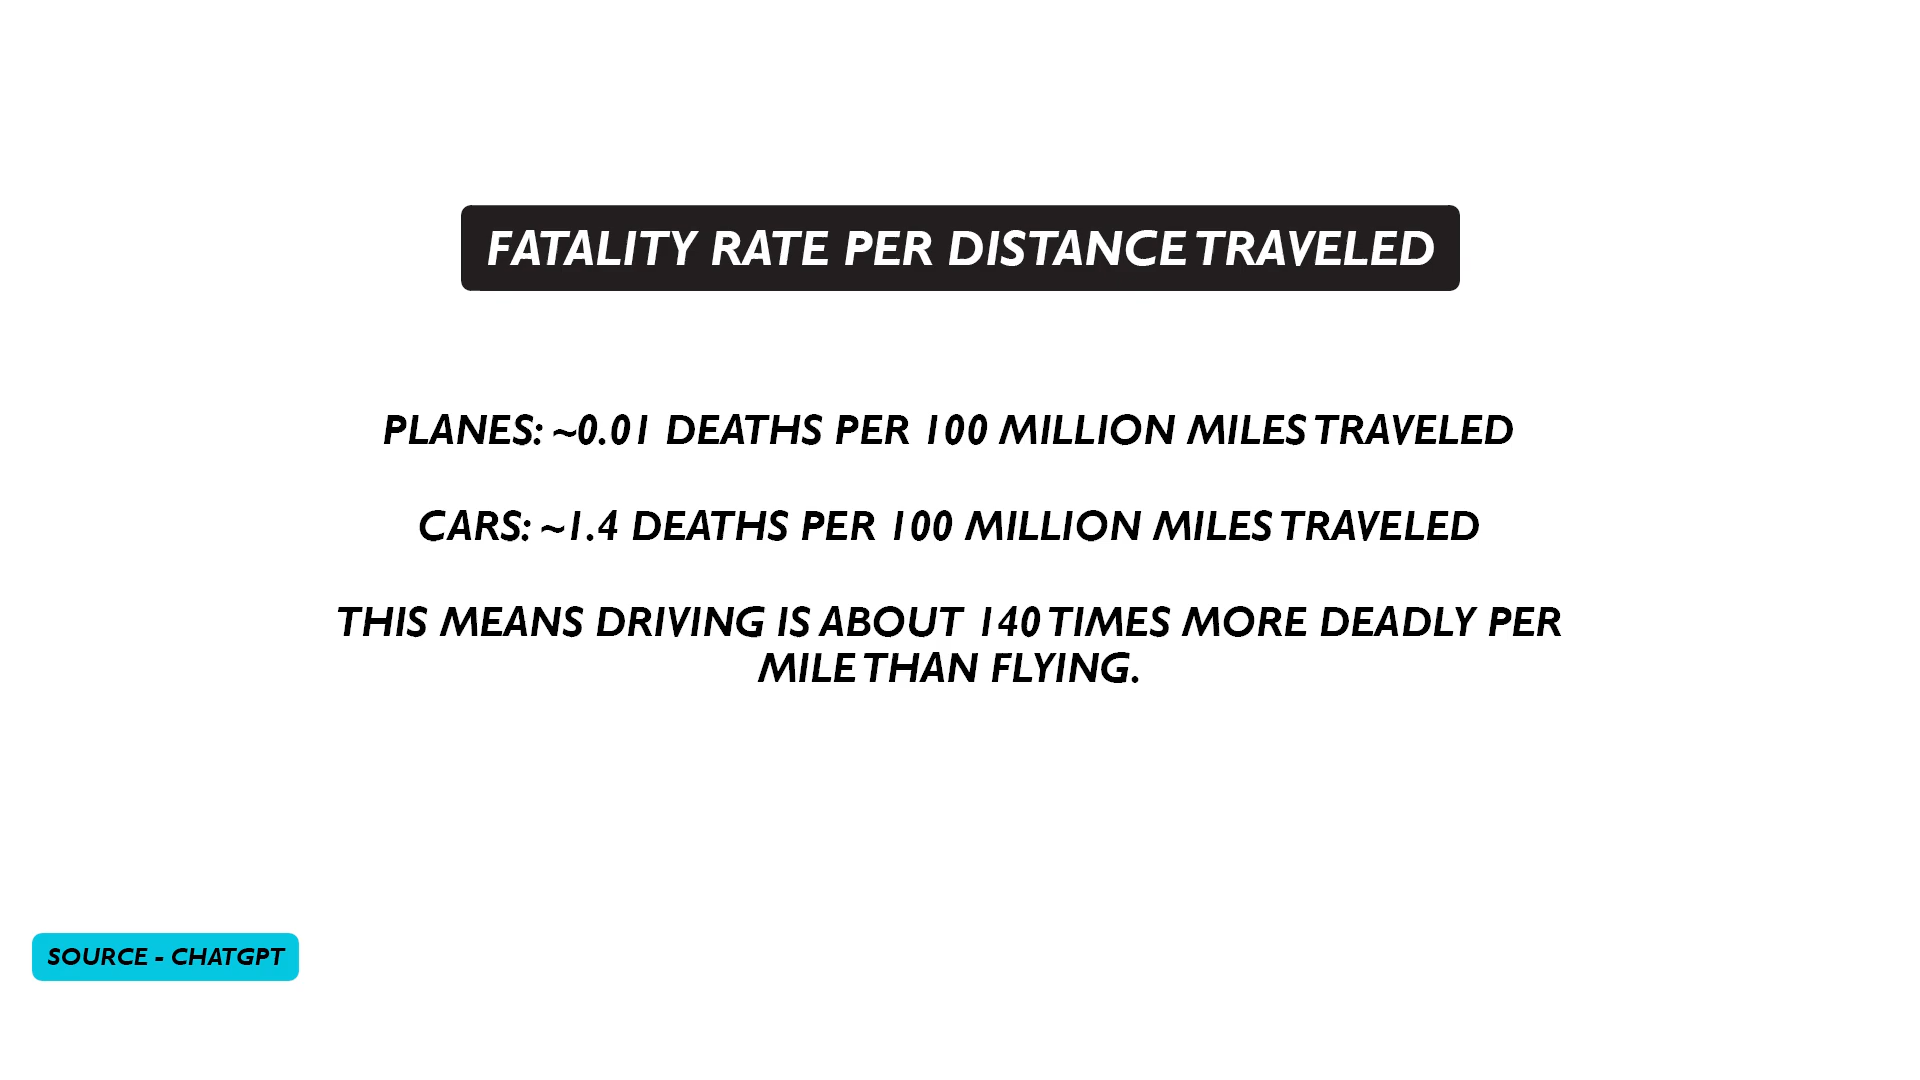 FATALITY RATE PER DISTANCE TRAVELED
PLANES: ~0.01 DEATHS PER 100 MILLION MILES TRAVELED
CARS: ~1.4 DEATHS PER 100 MILLION MILES TRAVELED
THIS MEANS DRIVING IS ABOUT 140 TIMES MORE DEADLY PER
MILE THAN FLYING.
SOURCE - CHATGPT